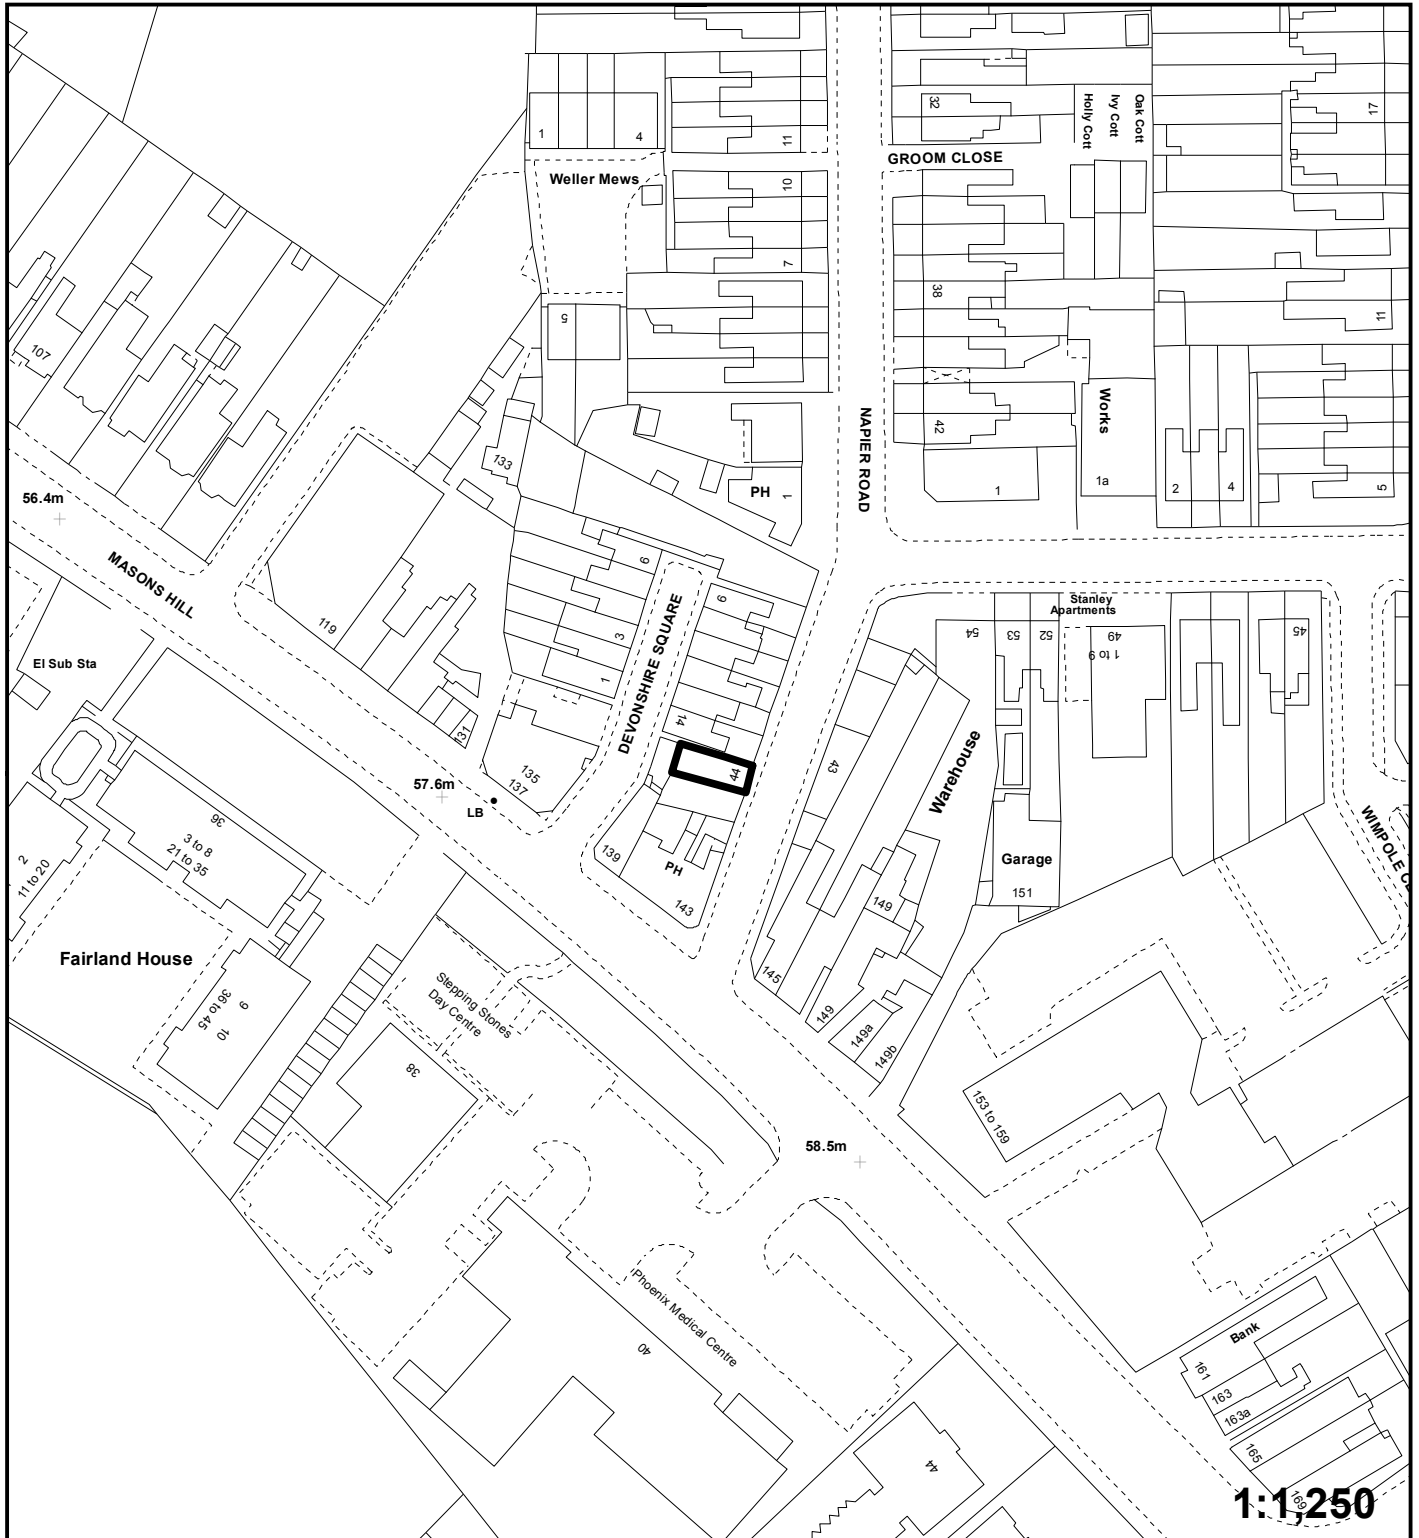 32
Holly Cott
Ivy Cott
Oak Cott
17
1
4
11
GROOM CLOSE
Weller Mews
10
7
38
5
11
107
NAPIER ROAD
Works
42
133
PH
1
1
1a
2
4
5
56.4m
MASONS HILL
6
6
DEVONSHIRE SQUARE
Stanley
Apartments
119
3
54
53
52
49
1 to 9
45
El Sub Sta
1
14
131
135
137
44
43
Warehouse
57.6m
LB
WIMPOLE
36
3 to 8
21 to 35
2
11 to 20
139
PH
Garage
151
143
149
Fairland House
Stepping Stones
Day Centre
145
9
36 to 45
10
149
149a
149b
38
153 to 159
58.5m
Phoenix Medical Centre
40
Bank
161
163
163a
165
44
169
1:1,250